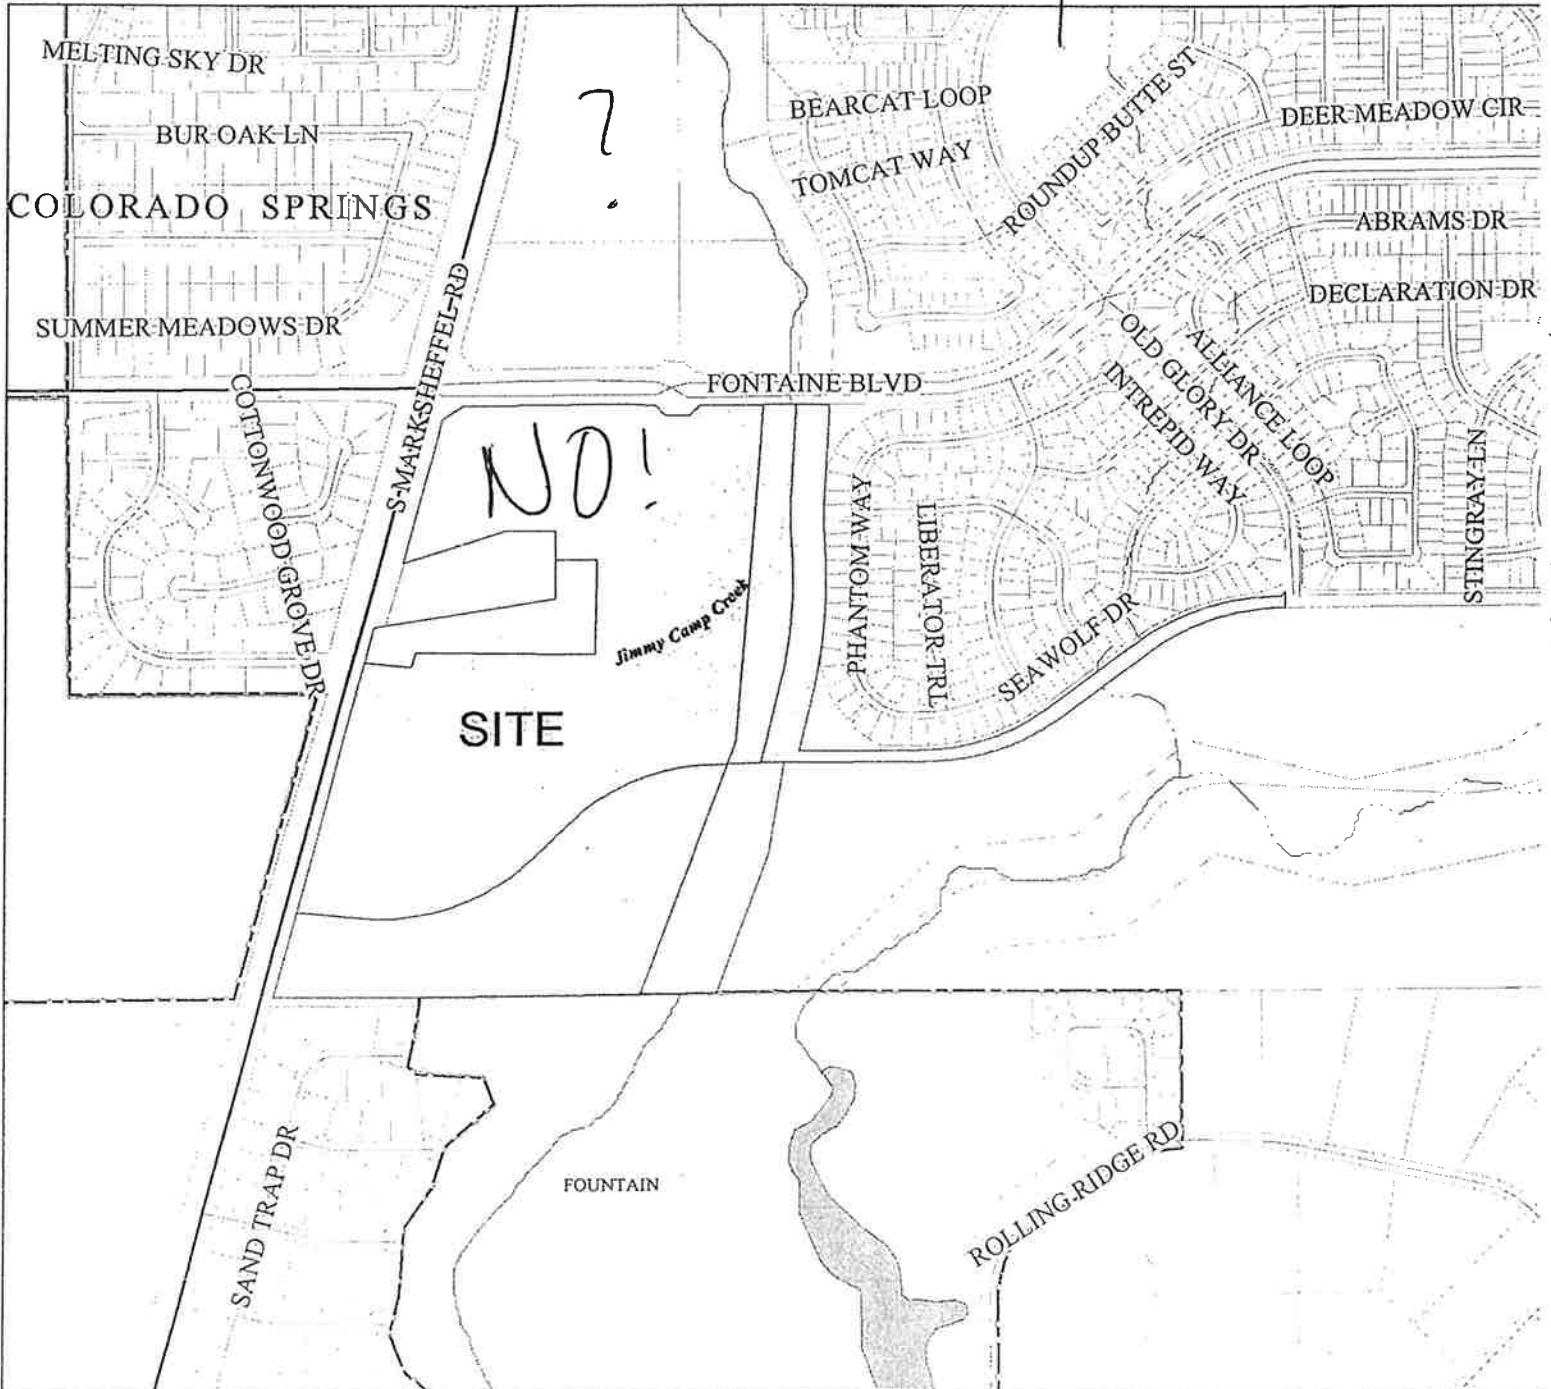 MELTING SKY DR
BUR OAK LN
COLORADO SPRINGS
SUMMER MEADOWS DR
S MARKSHEFFEL RD
?
BEARCAT LOOP
TOMCAT WAY
ROUNDUP BUTTE ST
DEER MEADOW CIR
ABRAMS DR
DECLARATION DR
FONTAINE BLVD
OLD GLORY DR
ALLIANCE LOOP
INTREPID WAY
COTTONWOOD GROVE DR
NO!
Jimmy Camp Creek
PHANTOM WAY
LIBERATOR TRL
SEAWOLF DR
STINGRAY LN
SITE
SAND TRAP DR
FOUNTAIN
ROLLING RIDGE RD